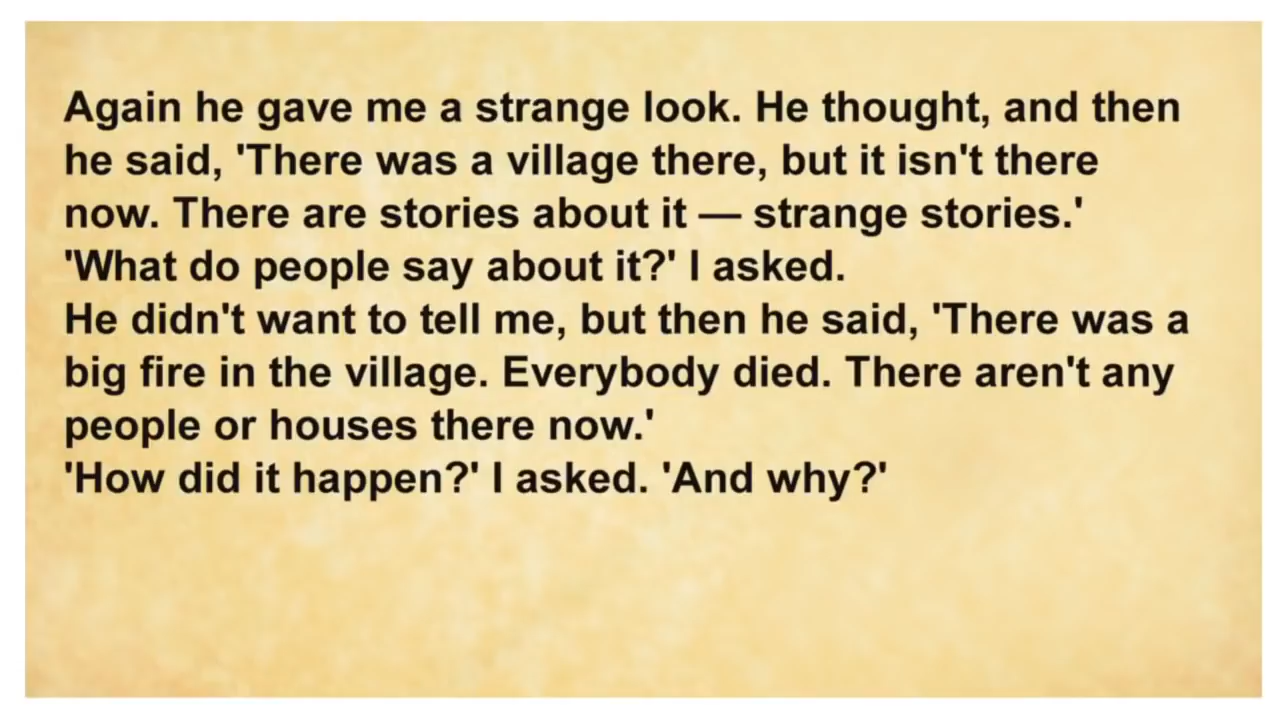 Again he gave me a strange look. He thought, and then
he said, 'There was a village there, but it isn't there
now. There are stories about it — strange stories.'
'What do people say about it?' I asked.
He didn't want to tell me, but then he said, 'There was a
big fire in the village. Everybody died. There aren't any
people or houses there now.'
'How did it happen?' I asked. 'And why?'